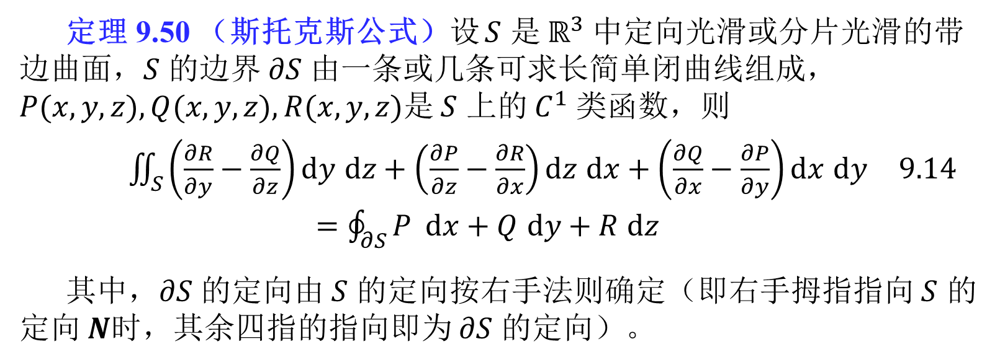 定理 9.50 （斯托克斯公式）设 S 是 ℝ³ 中定向光滑或分片光滑的带
边曲面，S 的边界 ∂S 由一条或几条可求长简单闭曲线组成，
P(x, y, z), Q(x, y, z), R(x, y, z)是 S 上的 C¹ 类函数，则
∬_S (∂R/∂y − ∂Q/∂z) dy dz + (∂P/∂z − ∂R/∂x) dz dx + (∂Q/∂x − ∂P/∂y) dx dy 9.14
= ∮_∂S P dx + Q dy + R dz
其中，∂S 的定向由 S 的定向按右手法则确定（即右手拇指指向 S 的
定向 N时，其余四指的指向即为 ∂S 的定向）。